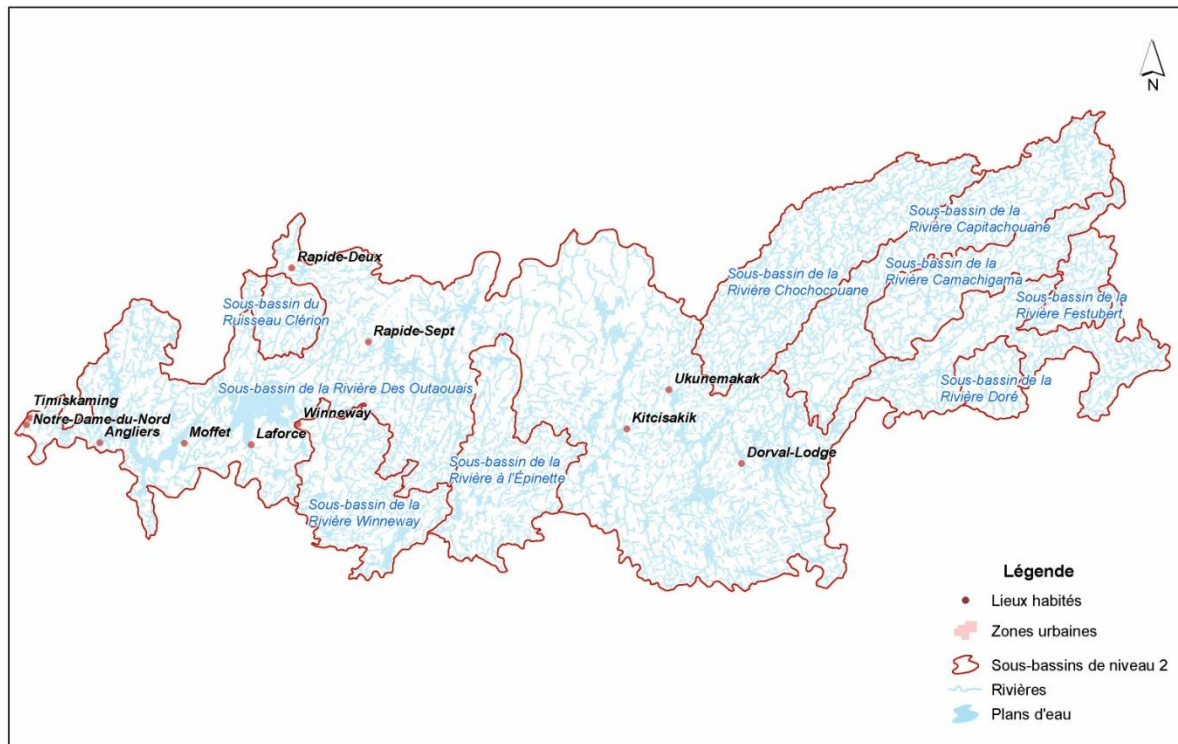 N
Sous-bassin de la
Rivière Capitachouane
Sous-bassin de la
Rivière Camachigama
Sous-bassin de la
Rivière Chochocouane
Sous-bassin de la
Rivière Festubert
Rapide-Deux
Sous-bassin du
Ruisseau Clérion
Rapide-Sept
Sous-bassin de la
Rivière Doré
Sous-bassin de la Rivière Des Outaouais
Ukunemakak
Timiskaming
Notre-Dame-du-Nord
Angliers
Moffet
Laforce
Winneway
Kitcisakik
Dorval-Lodge
Sous-bassin de la
Rivière à l'Épinette
Sous-bassin de la
Rivière Winneway
Légende
Lieux habités
Zones urbaines
Sous-bassins de niveau 2
Rivières
Plans d'eau